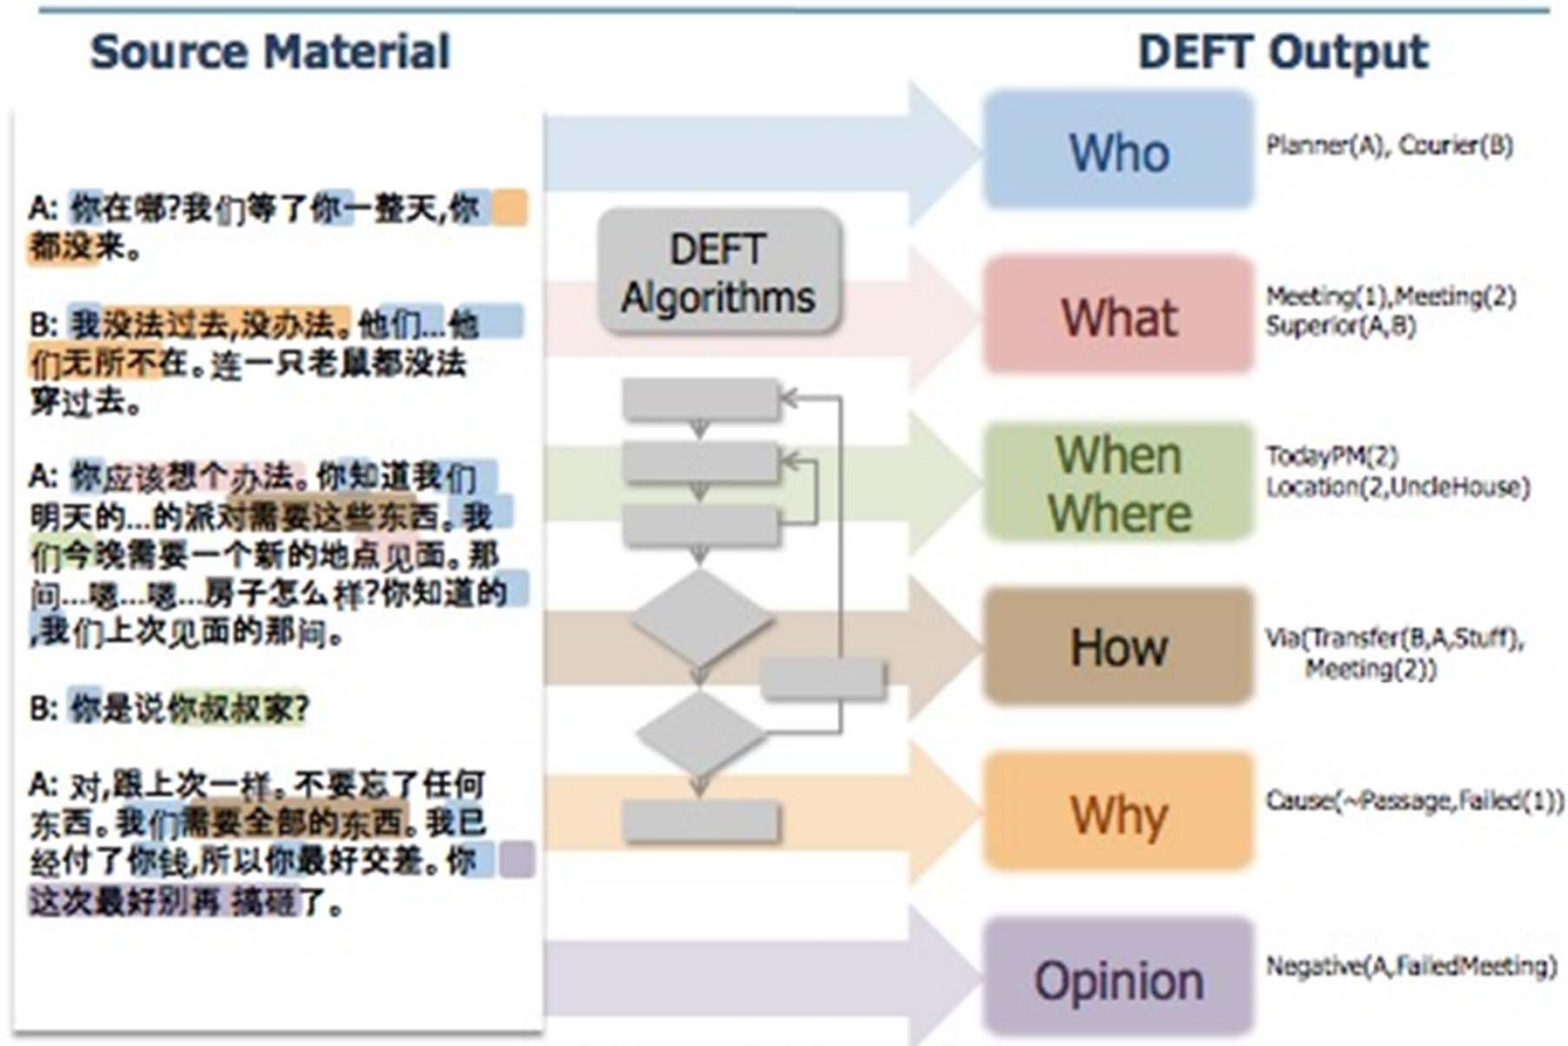 Source Material
DEFT Output
A: 你在哪?我们等了你一整天,你
都没来。
B: 我没法过去,没办法。他们...他
们无所不在。连一只老鼠都没法
穿过去。
A: 你应该想个办法。你知道我们
明天的...的派对需要这些东西。我
们今晚需要一个新的地点见面。那
间...嗯...嗯...房子怎么样?你知道的
,我们上次见面的那间。
B: 你是说你叔叔家?
A: 对,跟上次一样。不要忘了任何
东西。我们需要全部的东西。我已
经付了你钱,所以你最好交差。你
这次最好别再 搞砸了。
DEFT
Algorithms
Who
Planner(A), Courier(B)
What
Meeting(1),Meeting(2)
Superior(A,B)
When
Where
TodayPM(2)
Location(2,UncleHouse)
How
Via(Transfer(B,A,Stuff),
Meeting(2))
Why
Cause(~Passage,Failed(1))
Opinion
Negative(A,FailedMeeting)